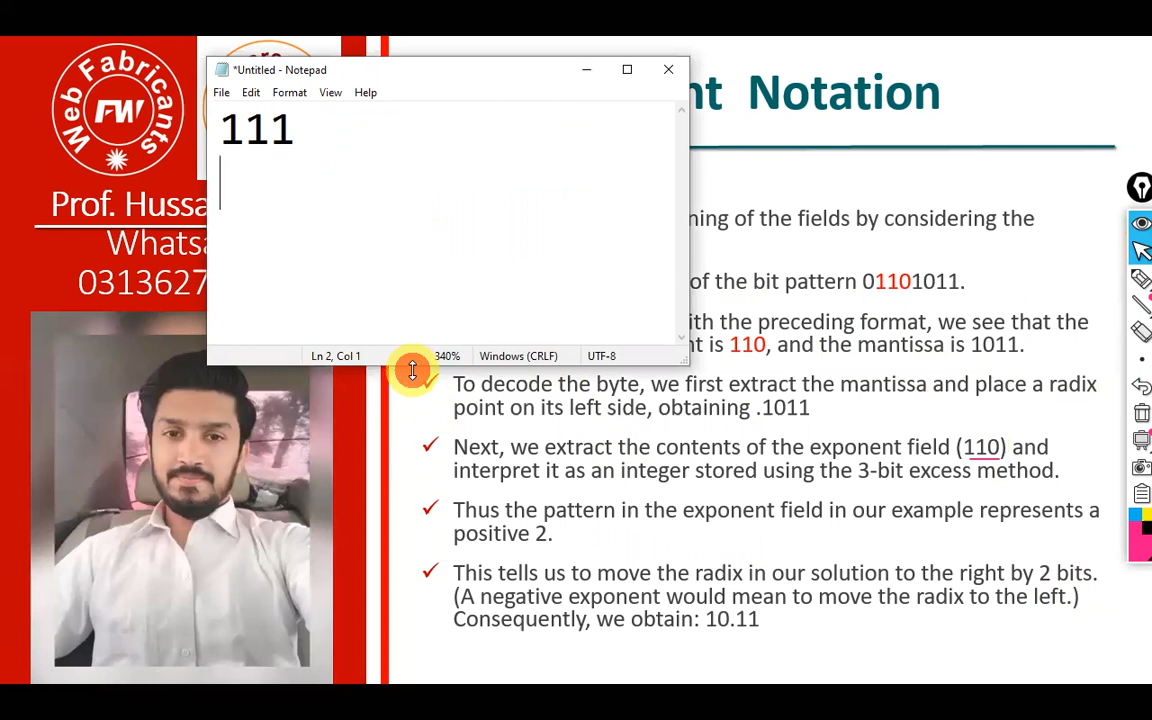 Web Fabricants
FW
*Untitled - Notepad
File Edit Format View Help
111
Ln 2, Col 1 340% Windows (CRLF) UTF-8
Notation
Prof. Hussa
Whatsa
0313627
ning of the fields by considering the
of the bit pattern 01101011.
ith the preceding format, we see that the
t is 110, and the mantissa is 1011.
To decode the byte, we first extract the mantissa and place a radix
point on its left side, obtaining .1011
Next, we extract the contents of the exponent field (110) and
interpret it as an integer stored using the 3-bit excess method.
Thus the pattern in the exponent field in our example represents a
positive 2.
This tells us to move the radix in our solution to the right by 2 bits.
(A negative exponent would mean to move the radix to the left.)
Consequently, we obtain: 10.11